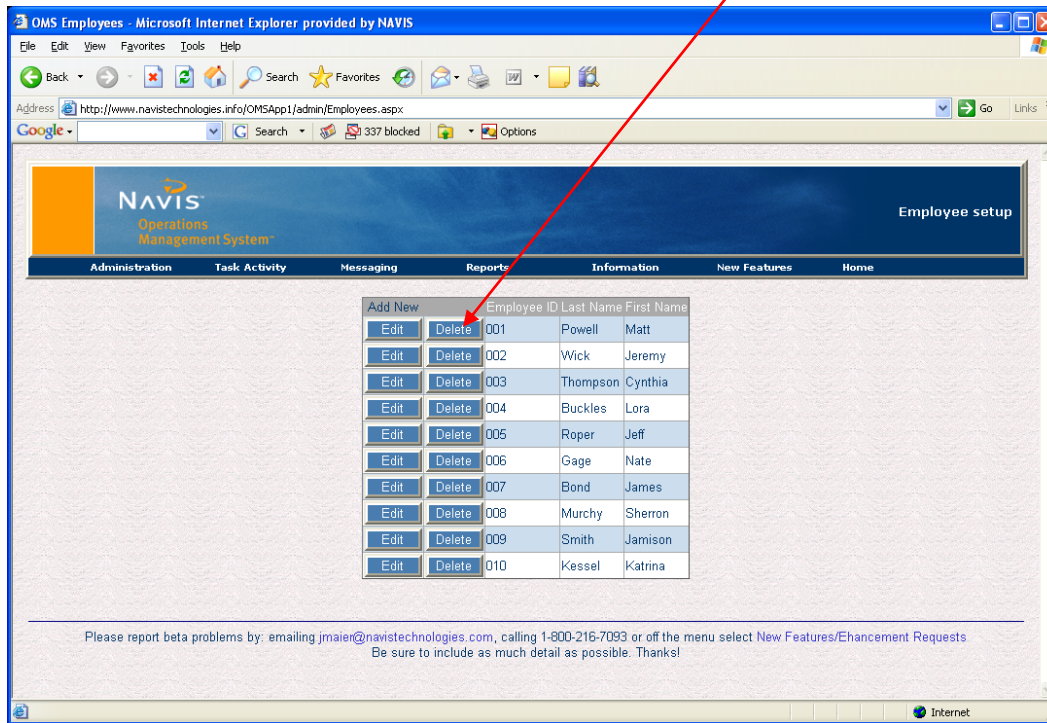 OMS Employees - Microsoft Internet Explorer provided by NAVIS
File Edit View Favorites Tools Help
Back Search Favorites
Address http://www.navistechnologies.info/OMSApp1/admin/Employees.aspx Go Links
Google Search 337 blocked Options
NAVIS
Operations
Management System™
Employee setup
Administration Task Activity Messaging Reports Information New Features Home
Add New Employee ID Last Name First Name
Edit Delete 001 Powell Matt
Edit Delete 002 Wick Jeremy
Edit Delete 003 Thompson Cynthia
Edit Delete 004 Buckles Lora
Edit Delete 005 Roper Jeff
Edit Delete 006 Gage Nate
Edit Delete 007 Bond James
Edit Delete 008 Murchy Sherron
Edit Delete 009 Smith Jamison
Edit Delete 010 Kessel Katrina
Please report beta problems by: emailing jmaier@navistechnologies.com, calling 1-800-216-7093 or off the menu select New Features/Ehancement Requests
Be sure to include as much detail as possible. Thanks!
Internet